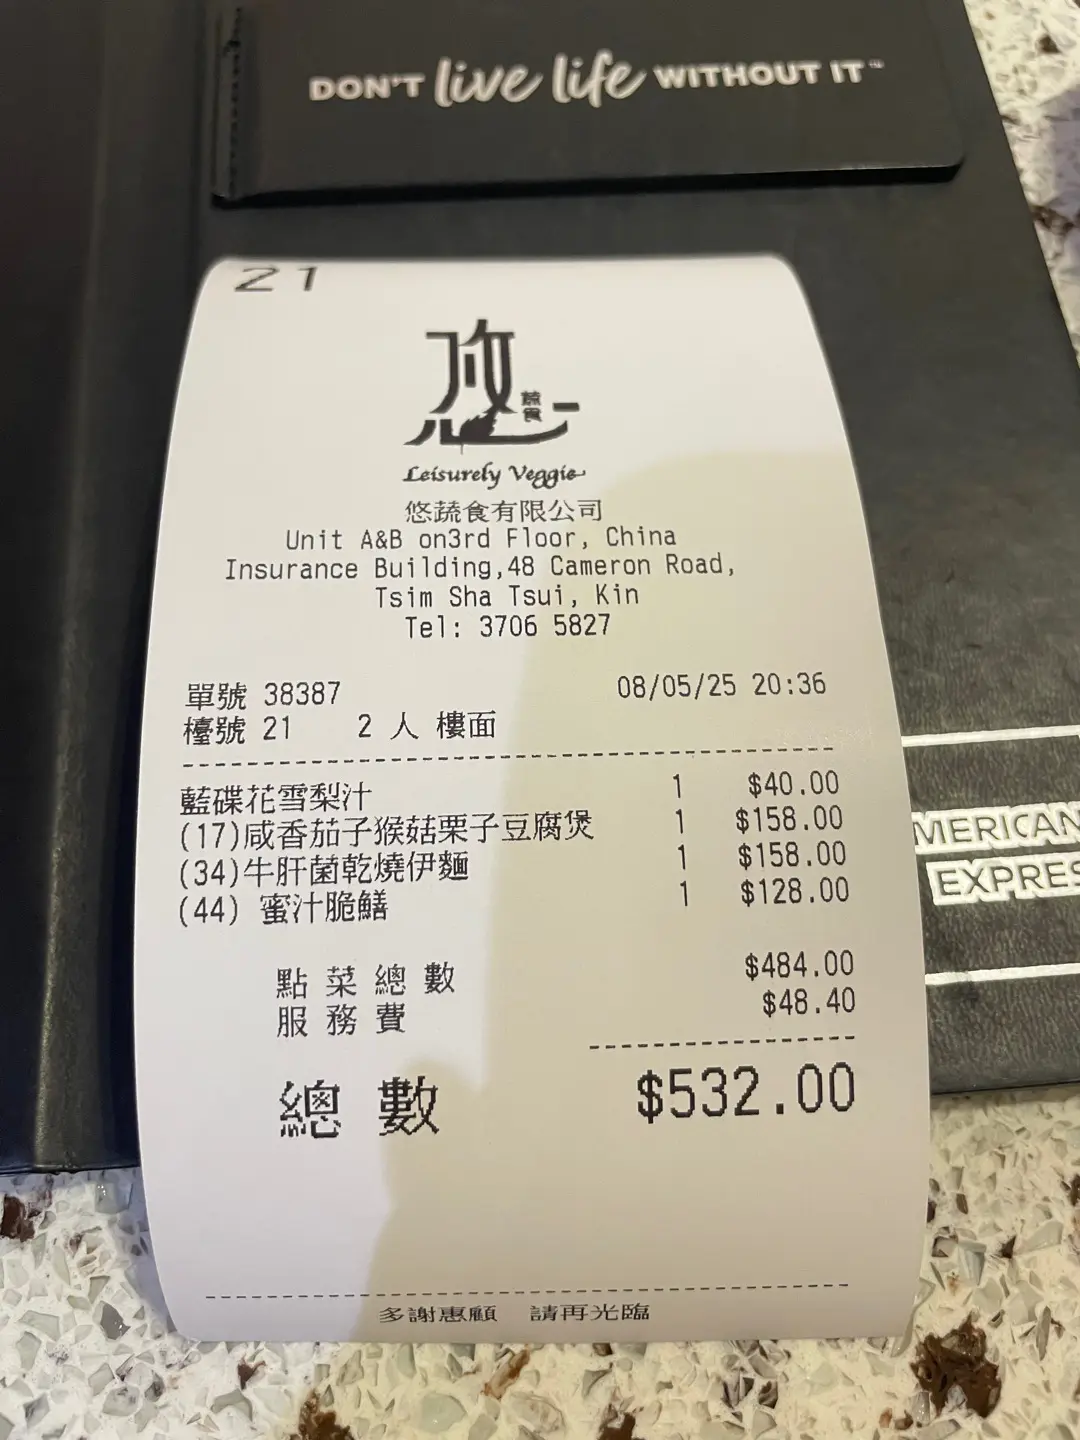 DON'T live life WITHOUT IT™
21
悠
蔬食
Leisurely Veggie
悠蔬食有限公司
Unit A&B on3rd Floor, China
Insurance Building,48 Cameron Road,
Tsim Sha Tsui, Kin
Tel: 3706 5827
單號 38387 08/05/25 20:36
檯號 21 2 人 樓面
藍碟花雪梨汁 1 $40.00
(17)咸香茄子猴菇栗子豆腐煲 1 $158.00
(34)牛肝菌乾燒伊麵 1 $158.00
(44) 蜜汁脆鱔 1 $128.00
點菜總數 $484.00
服務費 $48.40
總數 $532.00
多謝惠顧 請再光臨
MERICAN
EXPRES